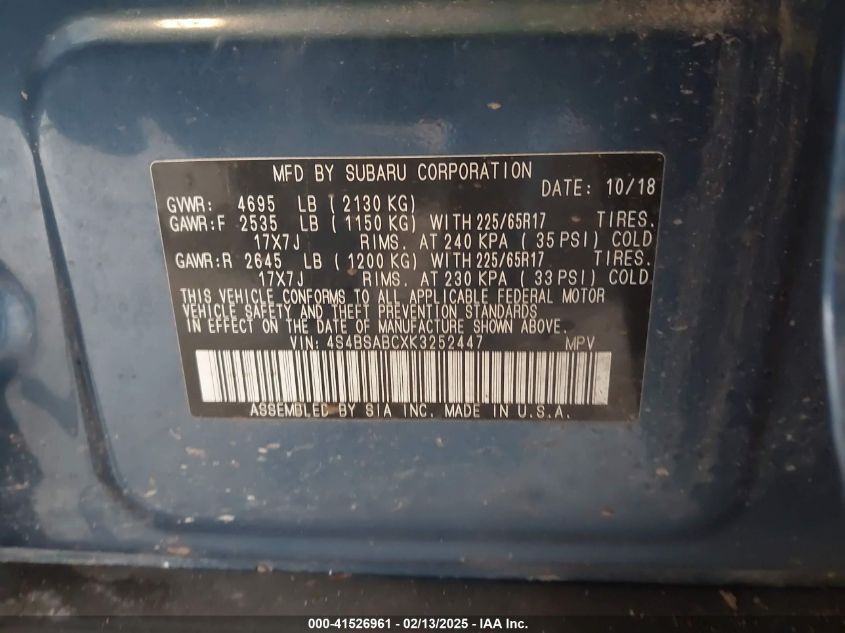 MFD BY SUBARU CORPORATION
DATE: 10/18
GVWR: 4695 LB ( 2130 KG)
GAWR:F 2535 LB ( 1150 KG) WITH 225/65R17 TIRES.
17X7J RIMS. AT 240 KPA ( 35 PSI) COLD
GAWR:R 2645 LB ( 1200 KG) WITH 225/65R17 TIRES.
17X7J RIMS. AT 230 KPA ( 33 PSI) COLD
THIS VEHICLE CONFORMS TO ALL APPLICABLE FEDERAL MOTOR
VEHICLE SAFETY AND THEFT PREVENTION STANDARDS
IN EFFECT ON THE DATE OF MANUFACTURE SHOWN ABOVE.
VIN: 4S4BSABCXK3252447 MPV
ASSEMBLED BY SIA INC. MADE IN U.S.A.
000-41526961 - 02/13/2025 - IAA Inc.